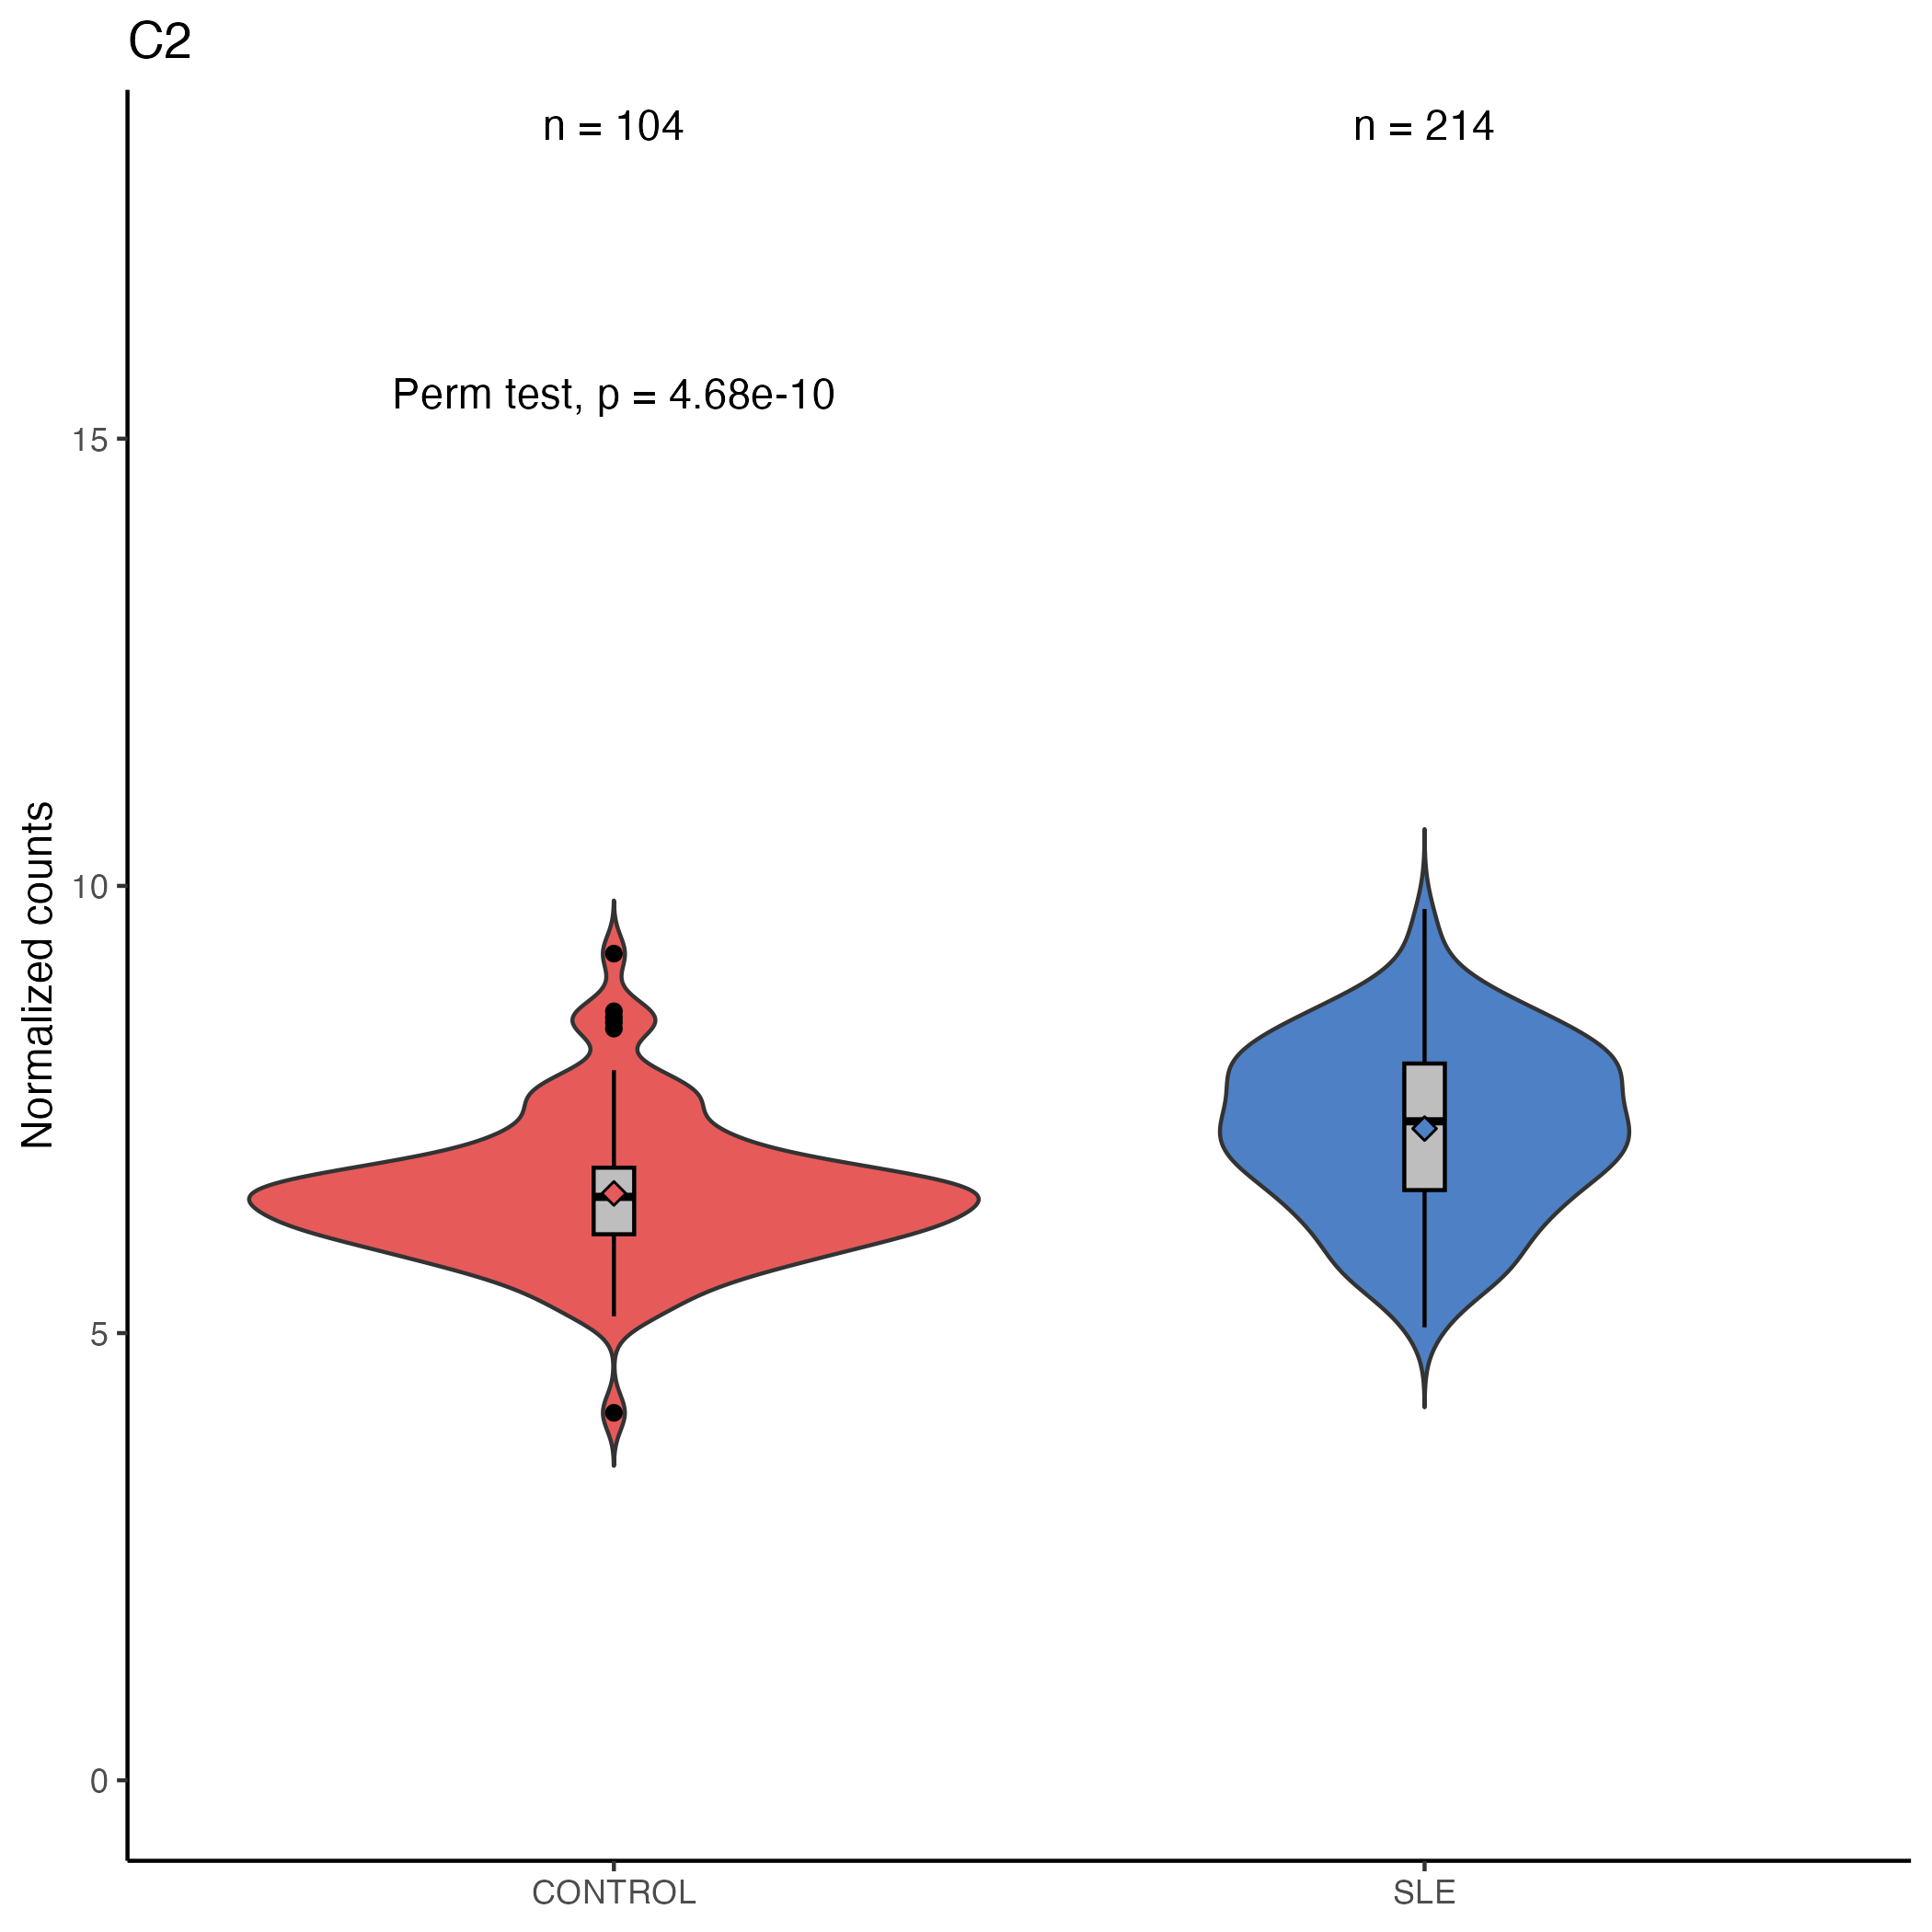 C2
n = 104
n = 214
Perm test, p = 4.68e-10
15
10
5
0
Normalized counts
CONTROL
SLE